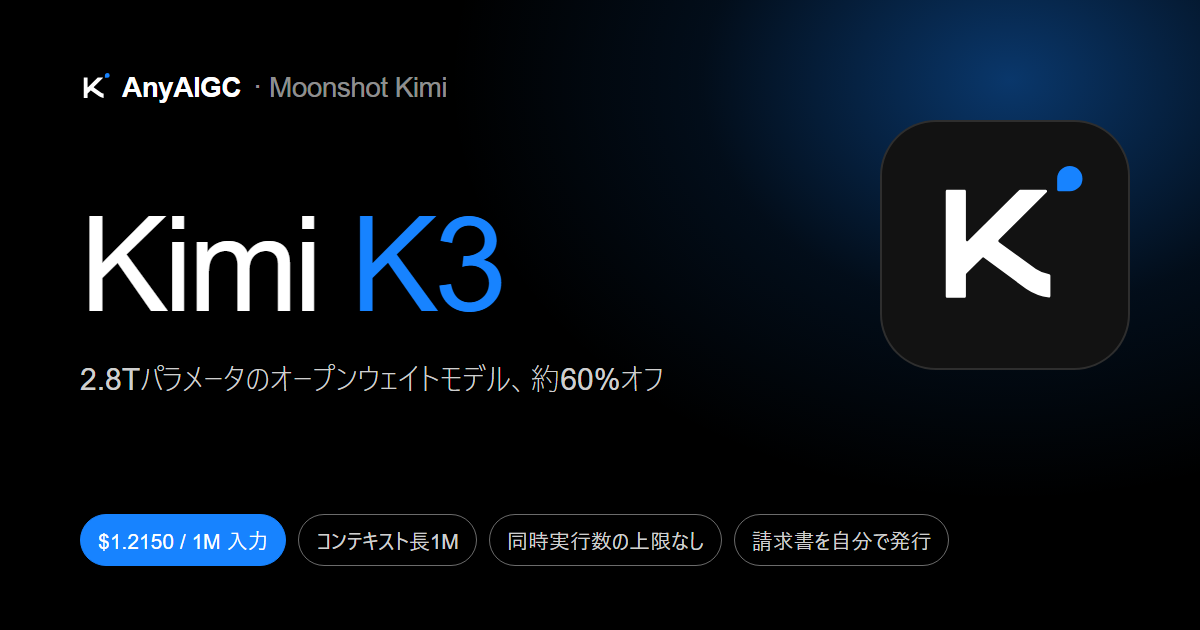 AnyAIGC · Moonshot Kimi
Kimi K3
2.8Tパラメータのオープンウェイトモデル、約60%オフ
$1.2150 / 1M 入力
コンテキスト長1M
同時実行数の上限なし
請求書を自分で発行